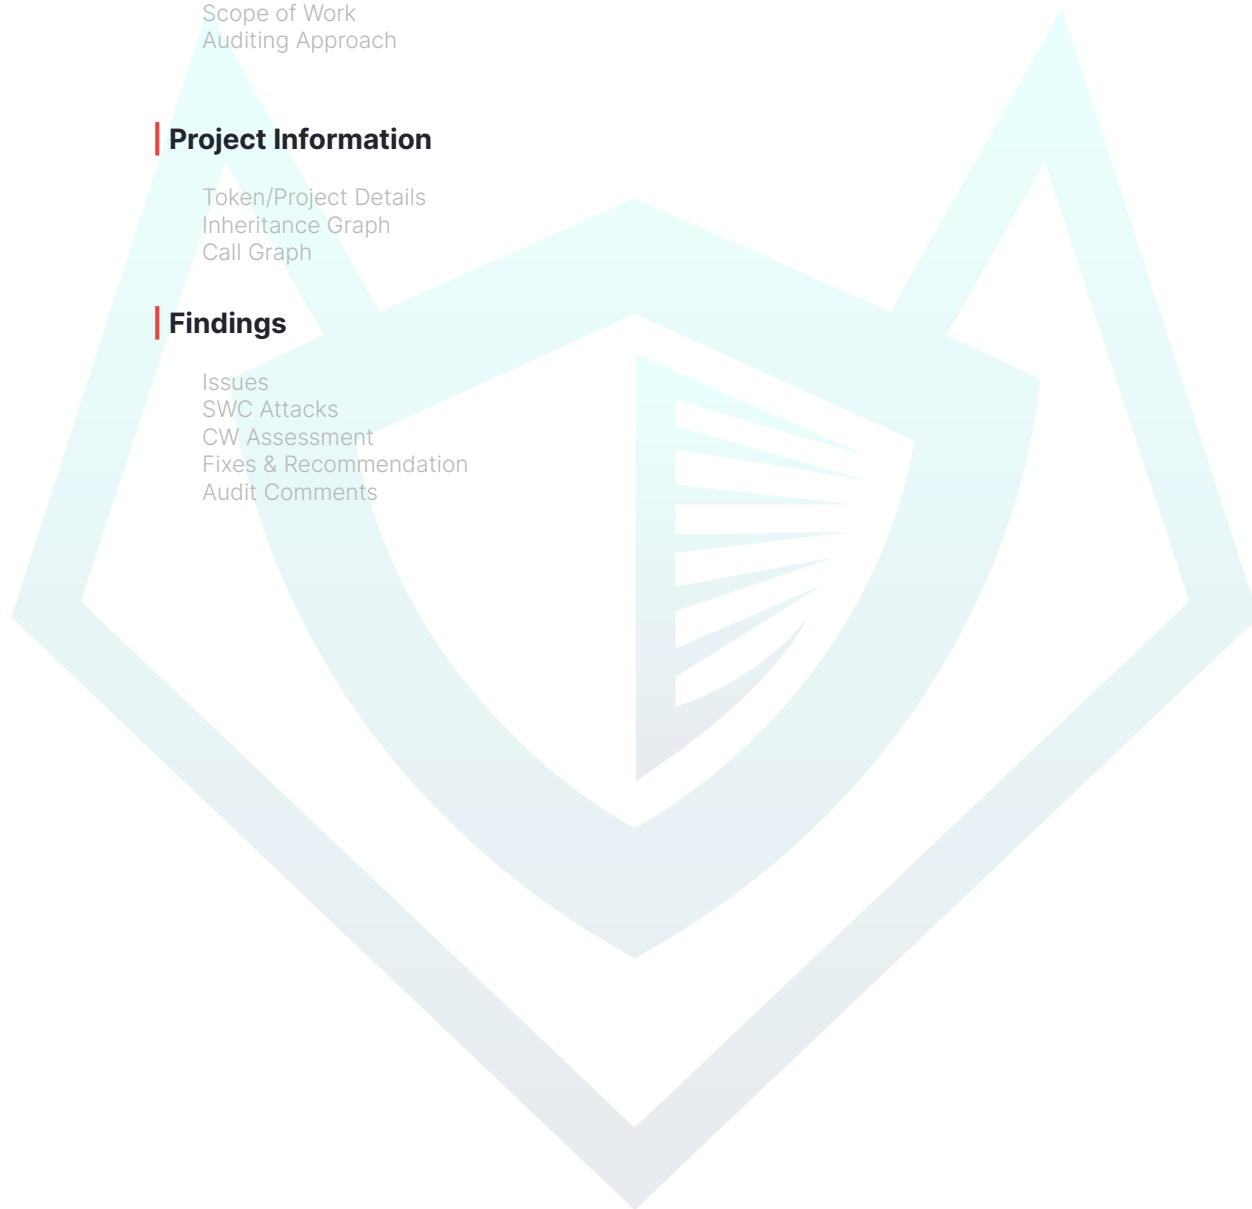 Scope of Work
Auditing Approach
Project Information
Token/Project Details
Inheritance Graph
Call Graph
Findings
Issues
SWC Attacks
CW Assessment
Fixes & Recommendation
Audit Comments